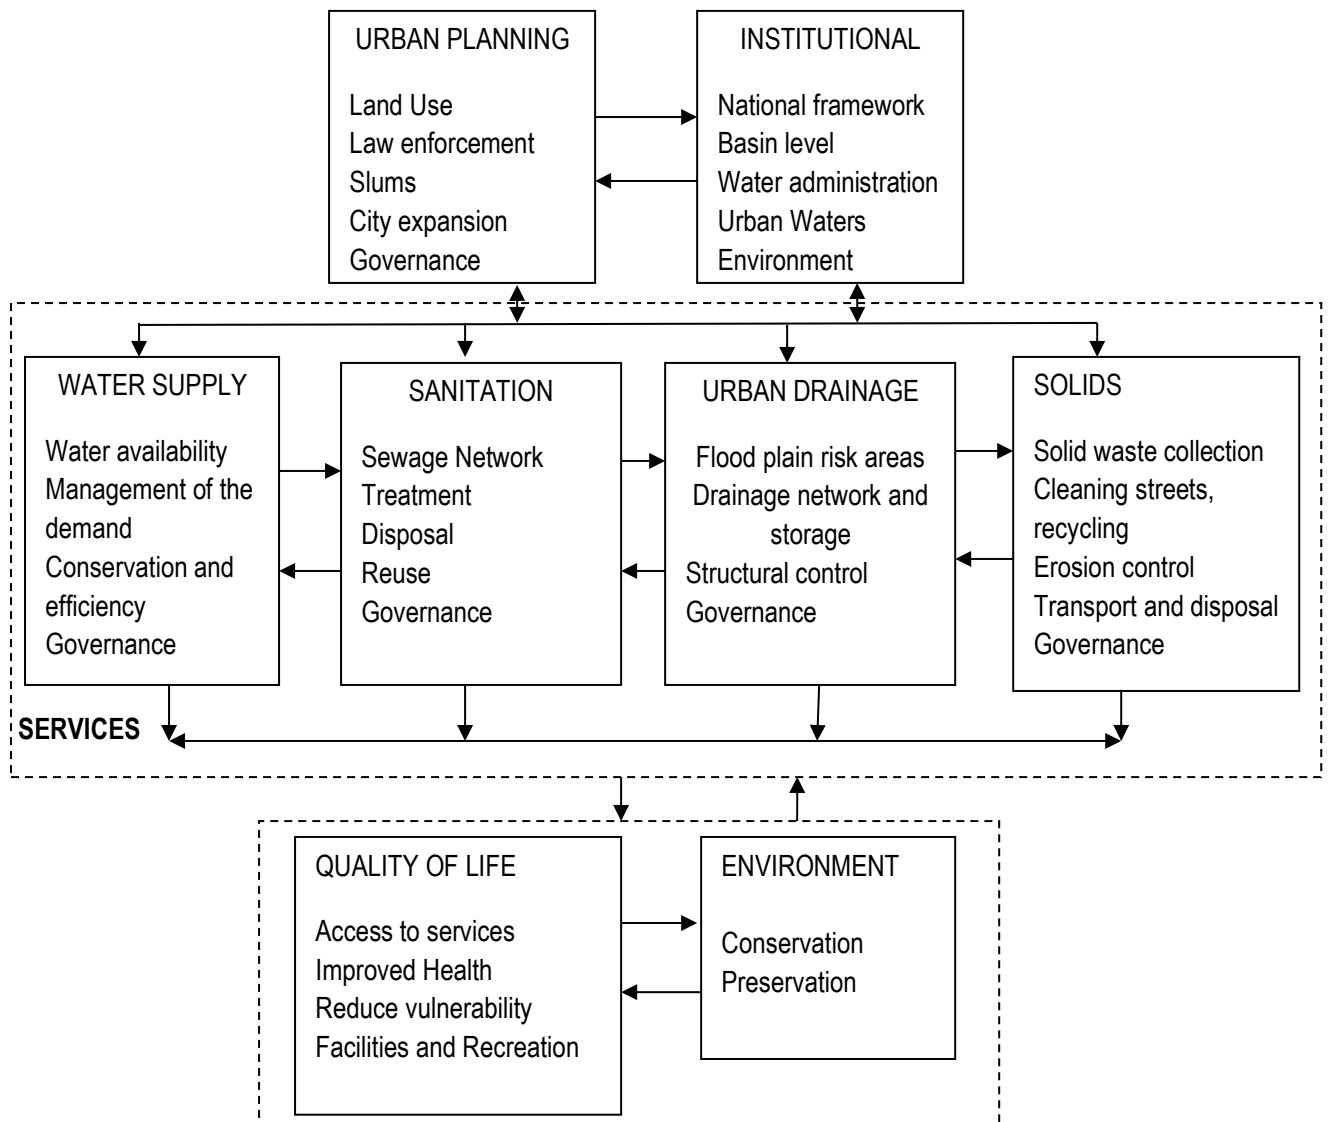 URBAN PLANNING
Land Use
Law enforcement
Slums
City expansion
Governance
INSTITUTIONAL
National framework
Basin level
Water administration
Urban Waters
Environment
WATER SUPPLY
Water availability
Management of the
demand
Conservation and
efficiency
Governance
SANITATION
Sewage Network
Treatment
Disposal
Reuse
Governance
URBAN DRAINAGE
Flood plain risk areas
Drainage network and
storage
Structural control
Governance
SOLIDS
Solid waste collection
Cleaning streets,
recycling
Erosion control
Transport and disposal
Governance
SERVICES
QUALITY OF LIFE
Access to services
Improved Health
Reduce vulnerability
Facilities and Recreation
ENVIRONMENT
Conservation
Preservation